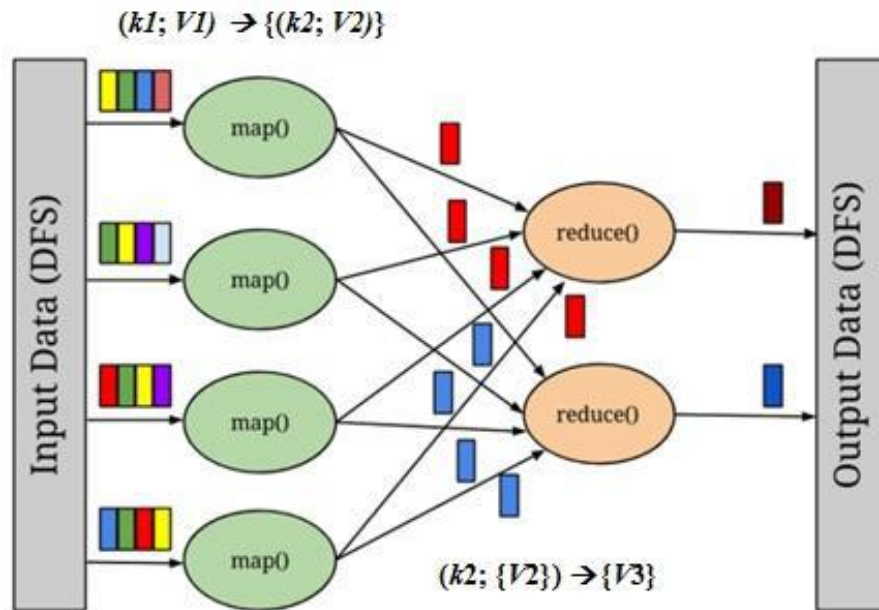 (k1; V1) → {(k2; V2)}
Input Data (DFS)
map()
map()
map()
map()
reduce()
reduce()
Output Data (DFS)
(k2; {V2}) → {V3}